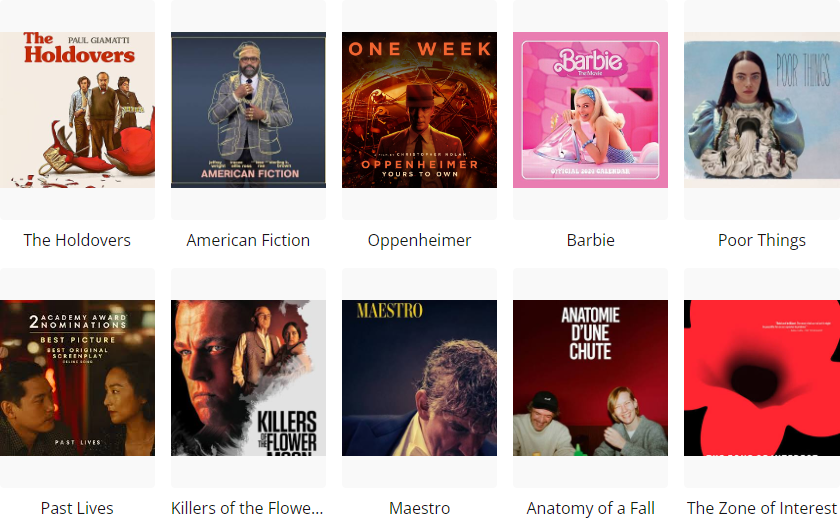 The
PAUL GIAMATTI
Holdovers
AMERICAN FICTION
ONE WEEK
A FILM BY CHRISTOPHER NOLAN
OPPENHEIMER
YOURS TO OWN
Barbie
The Movie
OFFICIAL 2023 CALENDAR
POOR THINGS
The Holdovers
American Fiction
Oppenheimer
Barbie
Poor Things
2 ACADEMY AWARD
NOMINATIONS
BEST PICTURE
BEST ORIGINAL
SCREENPLAY
CELINE SONG
PAST LIVES
KILLERS
OF THE FLOWER
MOON
MAESTRO
ANATOMIE
D'UNE
CHUTE
Past Lives
Killers of the Flowe...
Maestro
Anatomy of a Fall
The Zone of Interest